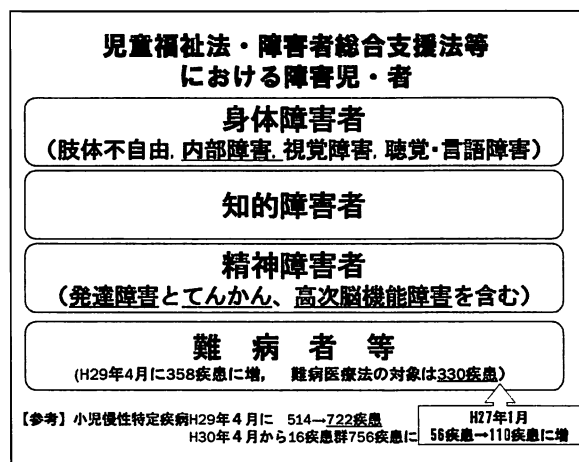 児童福祉法・障害者総合支援法等
における障害児・者
身体障害者
（肢体不自由，内部障害，視覚障害，聴覚・言語障害）
知的障害者
精神障害者
（発達障害とてんかん、高次脳機能障害を含む）
難病者等
(H29年4月に358疾患に増，　難病医療法の対象は330疾患)
【参考】小児慢性特定疾病H29年４月に　514→722疾患
H30年４月から16疾患群756疾患に
H27年1月
56疾患→110疾患に増